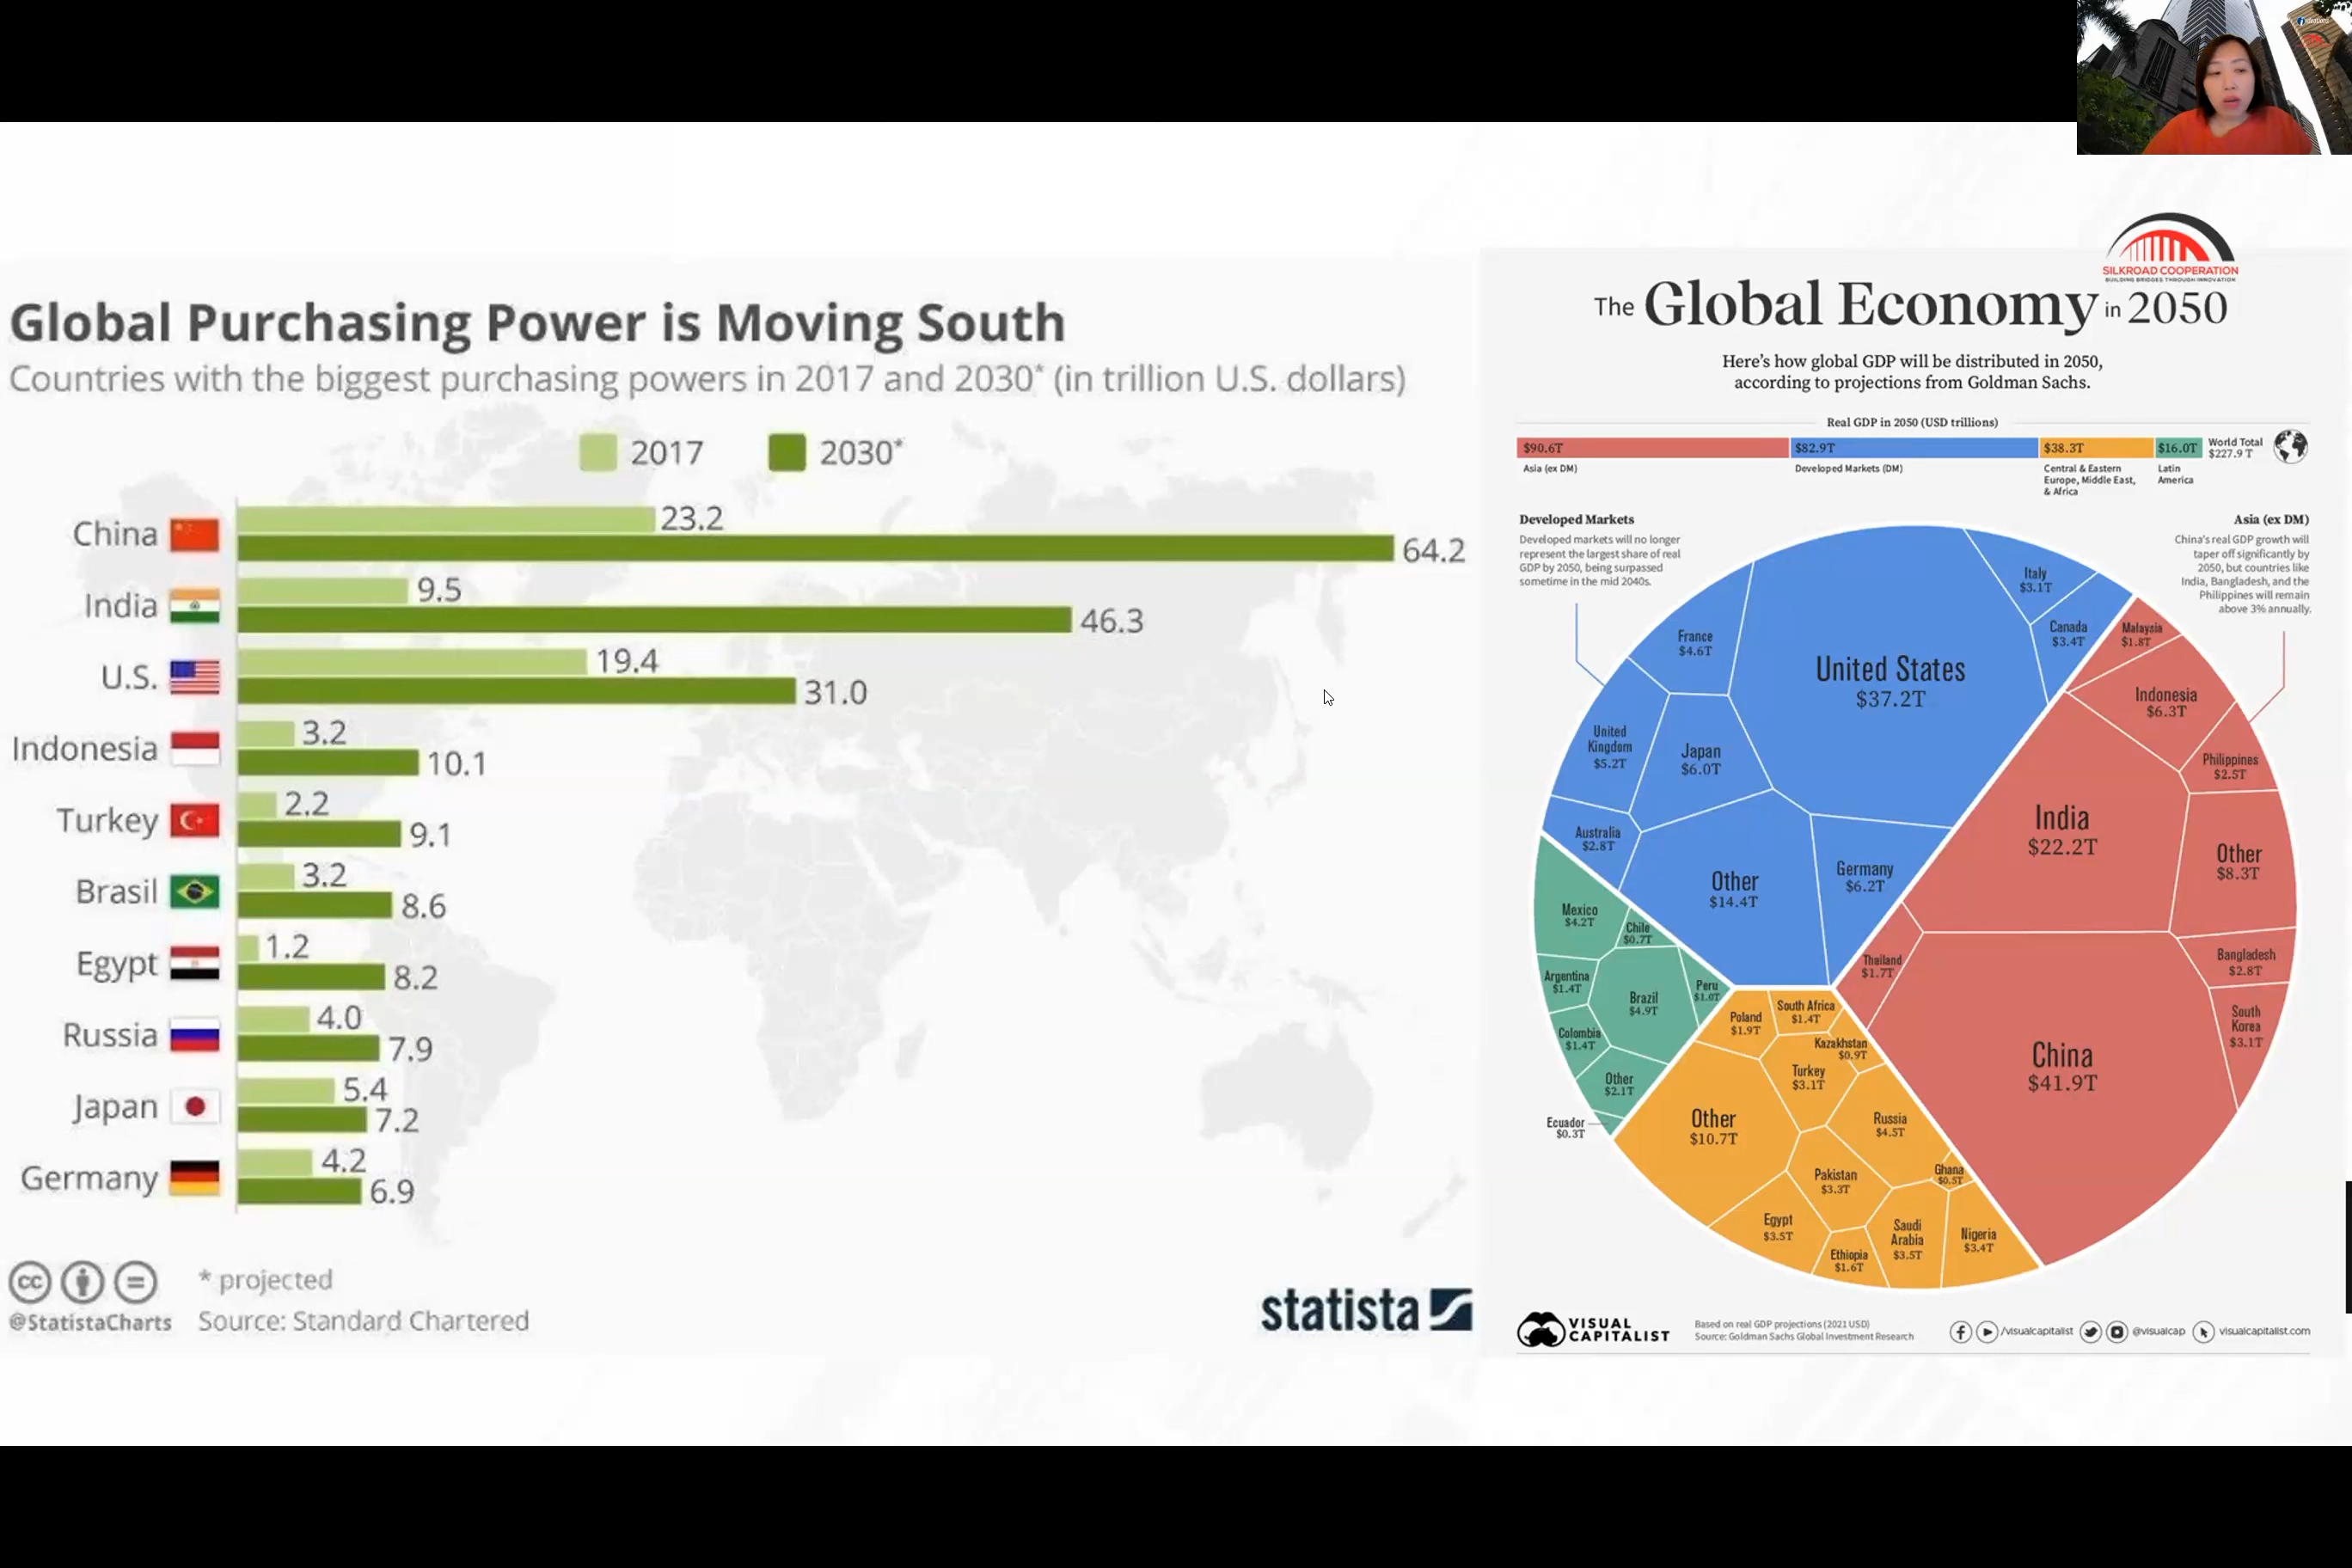 SILKROAD COOPERATION
BUILDING BRIDGES THROUGH INNOVATION
Global Purchasing Power is Moving South
Countries with the biggest purchasing powers in 2017 and 2030* (in trillion U.S. dollars)
2017
2030*
China
23.2
64.2
India
9.5
46.3
U.S.
19.4
31.0
Indonesia
3.2
10.1
Turkey
2.2
9.1
Brasil
3.2
8.6
Egypt
1.2
8.2
Russia
4.0
7.9
Japan
5.4
7.2
Germany
4.2
6.9
cc
@StatistaCharts
* projected
Source: Standard Chartered
statista
The Global Economy in 2050
Here's how global GDP will be distributed in 2050,
according to projections from Goldman Sachs.
Real GDP in 2050 (USD trillions)
$90.6T
$82.9T
$38.3T
$16.0T
World Total
$227.9 T
Asia (ex DM)
Developed Markets (DM)
Central & Eastern
Europe, Middle East,
& Africa
Latin
America
Developed Markets
Developed markets will no longer
represent the largest share of real
GDP by 2050, being surpassed
sometime in the mid 2040s.
Asia (ex DM)
China's real GDP growth will
taper off significantly by
2050, but countries like
India, Bangladesh, and the
Philippines will remain
above 3% annually.
Italy
$3.1T
Canada
$3.4T
France
$4.6T
United States
$37.2T
United
Kingdom
$5.2T
Japan
$6.0T
Australia
$2.8T
Other
$14.4T
Germany
$6.2T
Malaysia
$1.8T
Indonesia
$6.3T
Philippines
$2.5T
India
$22.2T
Other
$8.3T
Thailand
$1.7T
Bangladesh
$2.8T
South
Korea
$3.1T
China
$41.9T
Mexico
$4.2T
Chile
$0.7T
Argentina
$1.4T
Brazil
$4.9T
Peru
$1.0T
Colombia
$1.4T
Other
$2.1T
Ecuador
$0.3T
Poland
$1.9T
South Africa
$1.4T
Kazakhstan
$0.9T
Turkey
$3.1T
Other
$10.7T
Russia
$4.5T
Pakistan
$3.3T
Ghana
$0.5T
Egypt
$3.5T
Ethiopia
$1.6T
Saudi
Arabia
$3.5T
Nigeria
$3.4T
VISUAL
CAPITALIST
Based on real GDP projections (2021 USD)
Source: Goldman Sachs Global Investment Research
/visualcapitalist
@visualcap
visualcapitalist.com